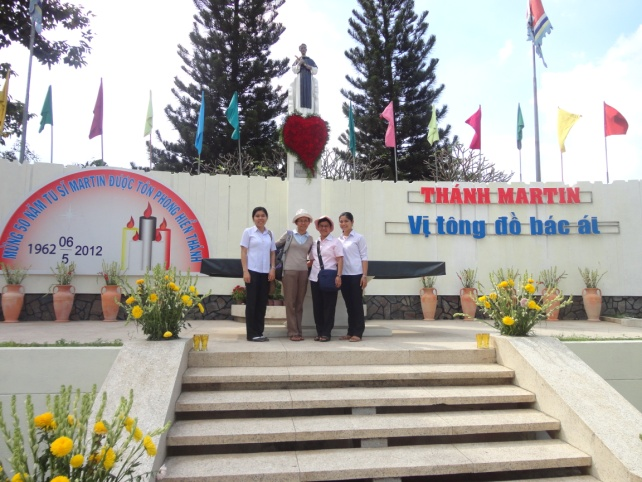 MỪNG 50 NĂM TU SĨ MARTIN ĐƯỢC TÔN PHONG HIỂN THÁNH
1962 06/5 2012
THÁNH MARTIN
Vị tông đồ bác ái